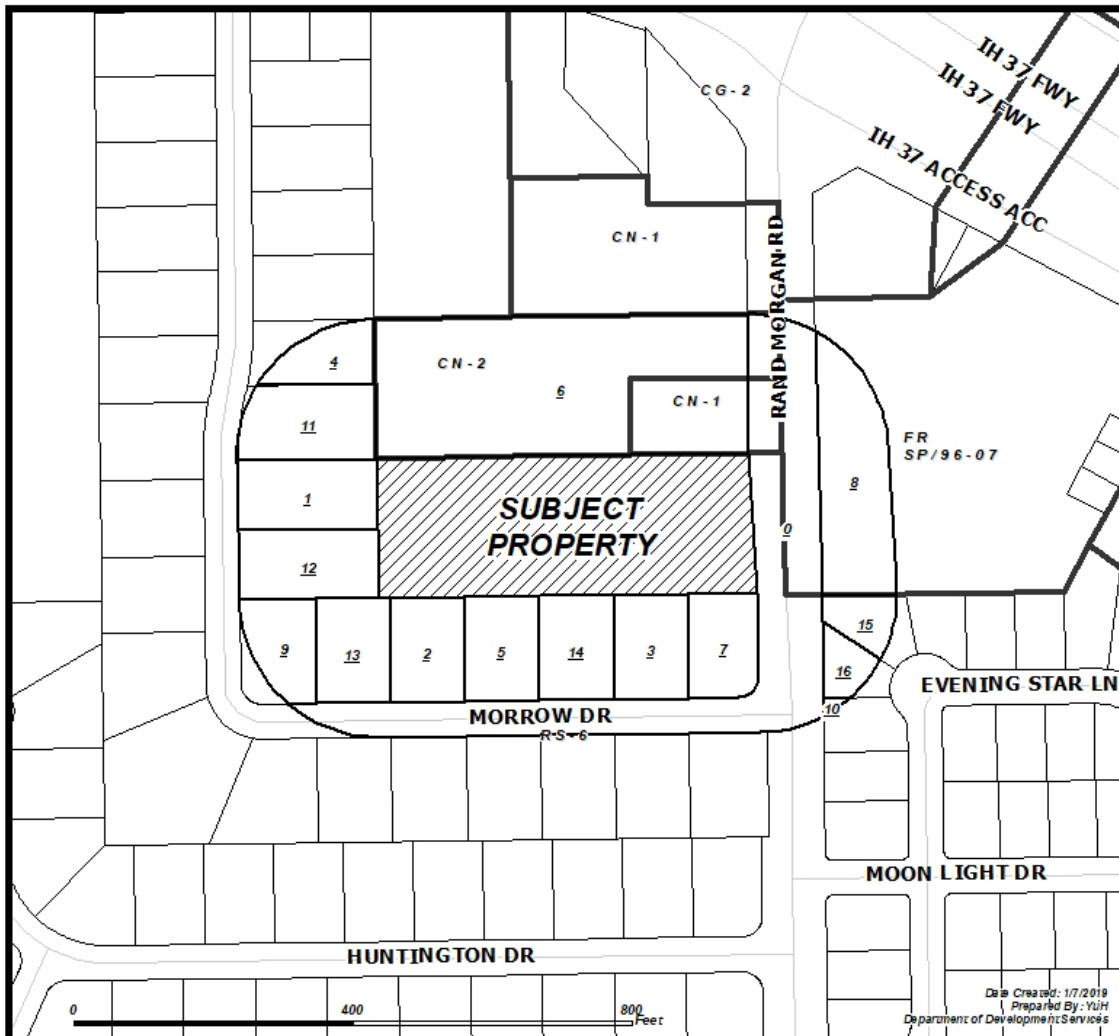 IH 37 FWY
IH 37 FWY
IH 37 ACCESS ACC
CG-2
CN-1
RAND MORGAN RD
4
CN-2
6
CN-1
11
FR
SP/96-07
8
1
SUBJECT
PROPERTY
0
12
9
13
2
5
14
3
7
15
16
10
EVENING STAR LN
MORROW DR
RS-6
MOON LIGHT DR
HUNTINGTON DR
0
400
800
Feet
Date Created: 1/7/2019
Prepared By: YuH
Department of Development Services